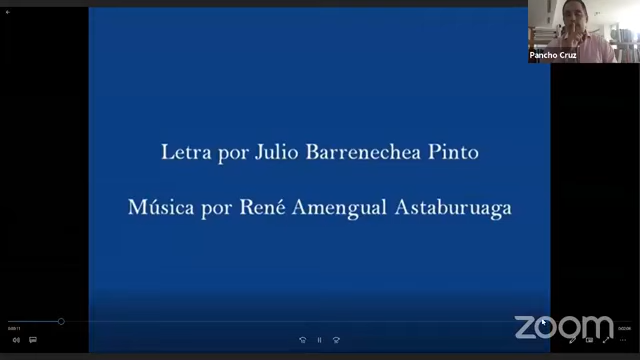 Pancho Cruz
Letra por Julio Barrenechea Pinto
Música por René Amengual Astaburuaga
zoom